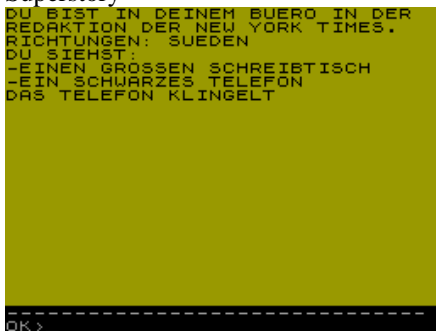 Superstory
DU BIST IN DEINEM BUERO IN DER
REDAKTION DER NEW YORK TIMES.
RICHTUNGEN: SUEDEN
DU SIEHST:
-EINEN GROSSEN SCHREIBTISCH
-EIN SCHWARZES TELEFON
DAS TELEFON KLINGELT
--------------------------------
OK>